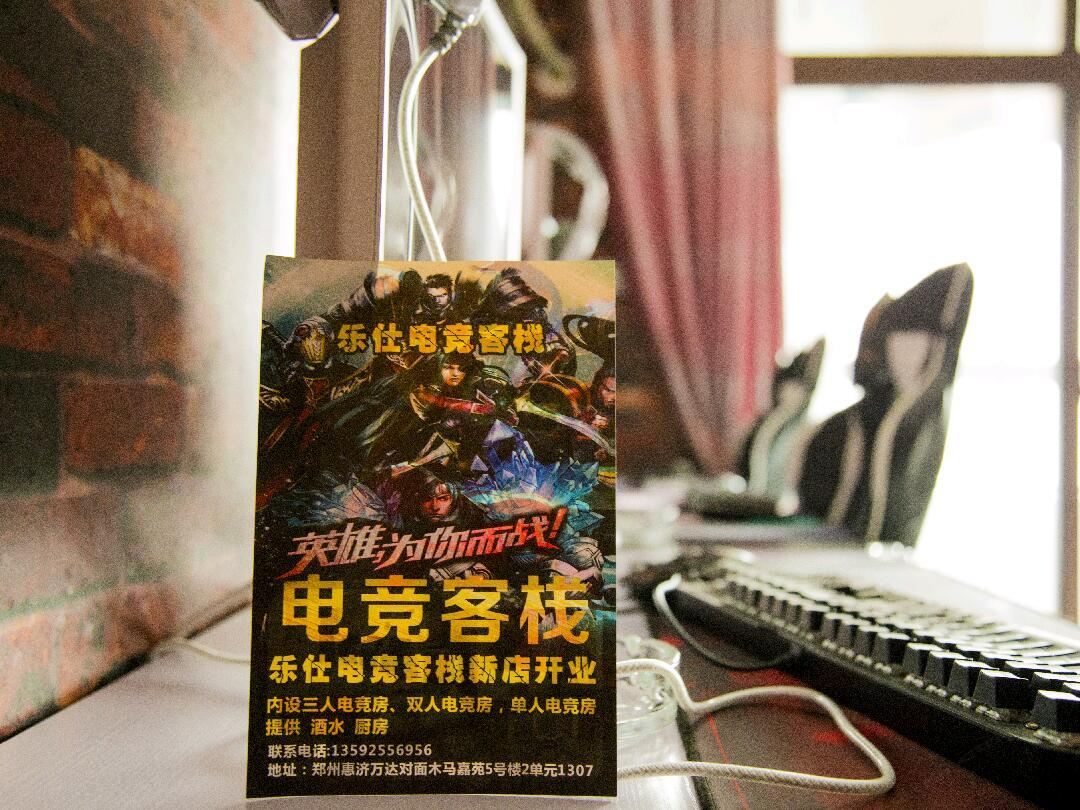 乐仕电竞客栈
英雄,为你而战!
电竞客栈
乐仕电竞客栈新店开业
内设三人电竞房、双人电竞房，单人电竞房
提供 酒水 厨房
联系电话:13592556956
地址：郑州惠济万达对面木马嘉苑5号楼2单元1307